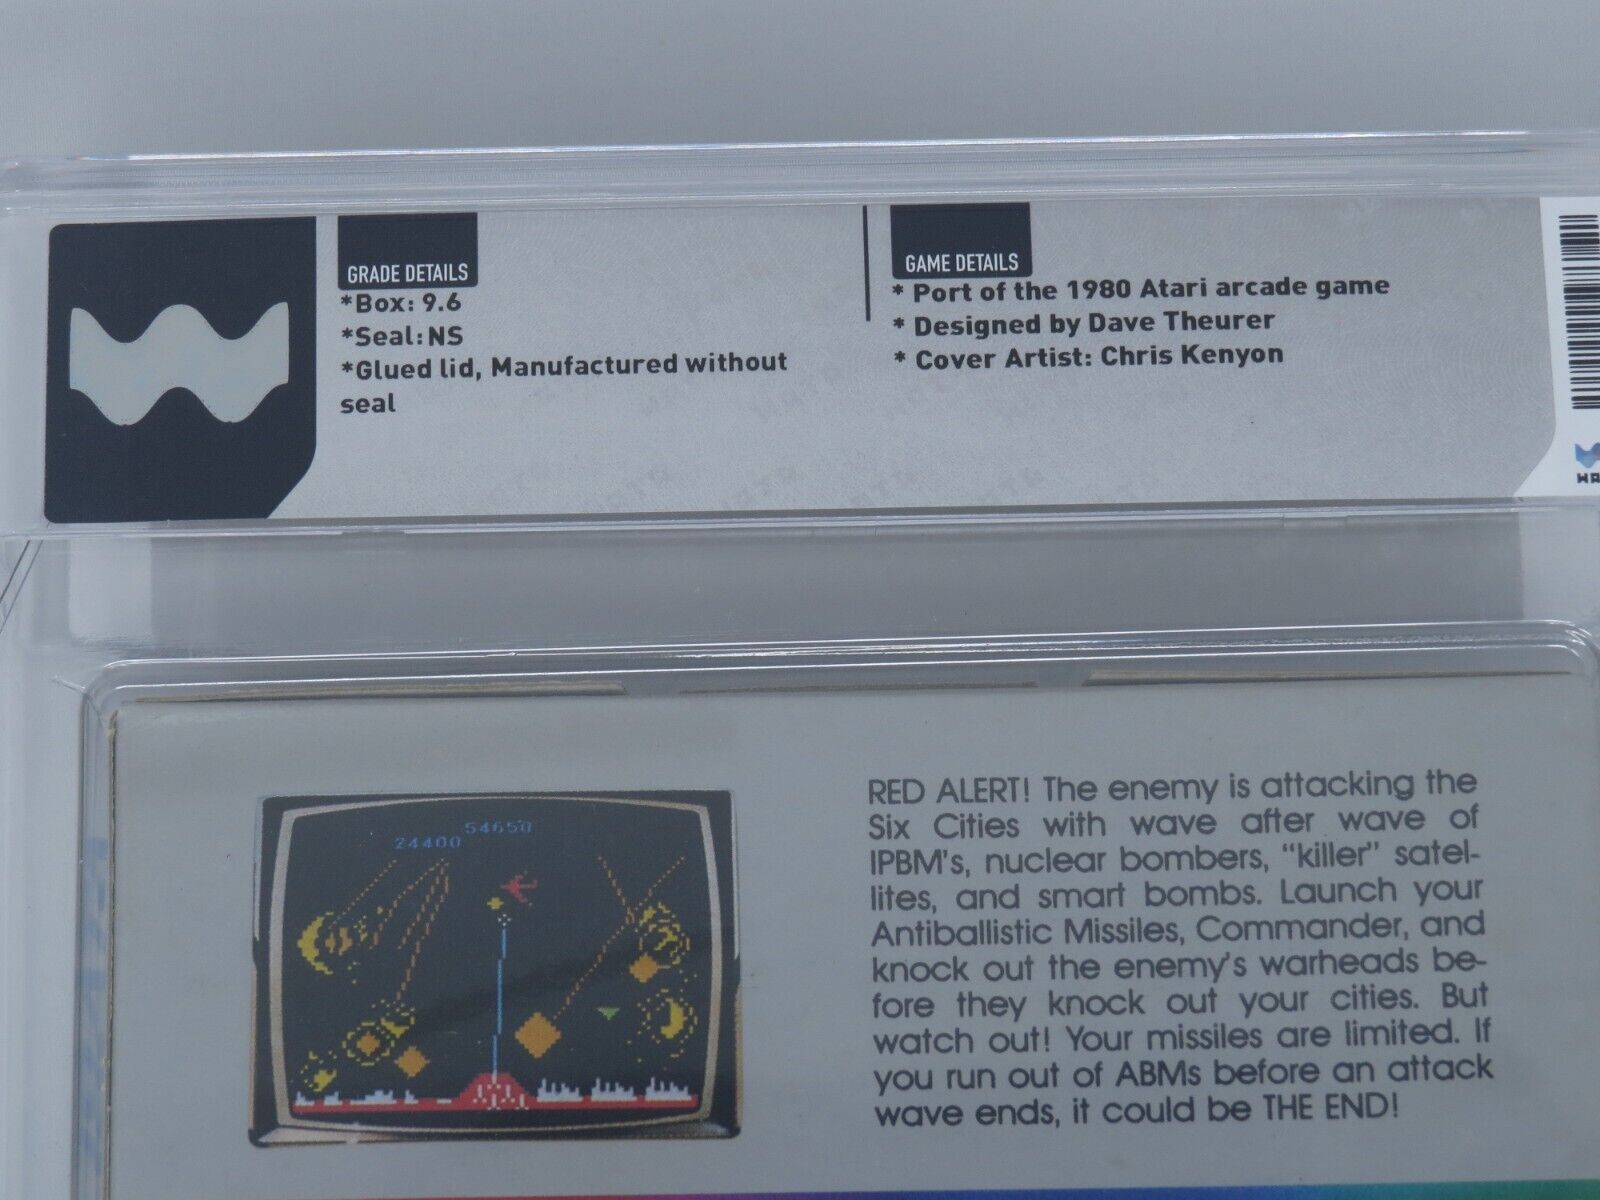 GRADE DETAILS
*Box: 9.6
*Seal: NS
*Glued lid, Manufactured without
seal
GAME DETAILS
* Port of the 1980 Atari arcade game
* Designed by Dave Theurer
* Cover Artist: Chris Kenyon
54650
24400
RED ALERT! The enemy is attacking the
Six Cities with wave after wave of
IPBM's, nuclear bombers, “killer” satel-
lites, and smart bombs. Launch your
Antiballistic Missiles, Commander, and
knock out the enemy's warheads be-
fore they knock out your cities. But
watch out! Your missiles are limited. If
you run out of ABMs before an attack
wave ends, it could be THE END!